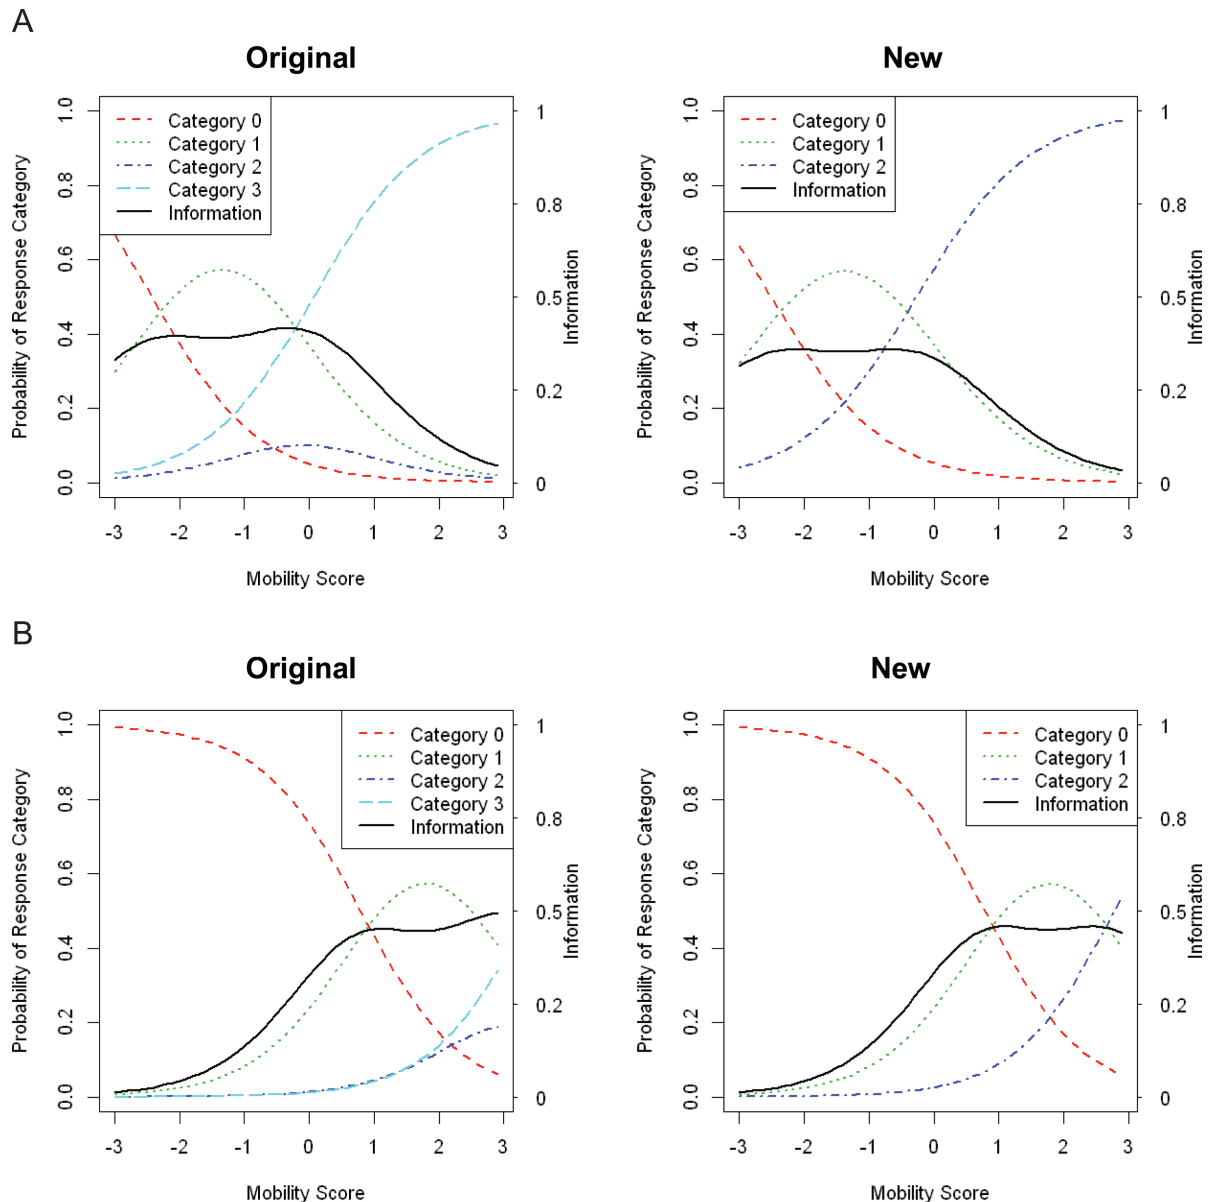 A
Original
New
Category 0
Category 1
Category 2
Category 3
Information
Category 0
Category 1
Category 2
Information
Probability of Response Category
0.0 0.2 0.4 0.6 0.8 1.0
Information
0 0.2 0.5 0.8 1
Probability of Response Category
0.0 0.2 0.4 0.6 0.8 1.0
Information
0 0.2 0.5 0.8 1
-3 -2 -1 0 1 2 3
-3 -2 -1 0 1 2 3
Mobility Score
Mobility Score
B
Original
New
Category 0
Category 1
Category 2
Category 3
Information
Category 0
Category 1
Category 2
Information
Probability of Response Category
0.0 0.2 0.4 0.6 0.8 1.0
Information
0 0.2 0.5 0.8 1
Probability of Response Category
0.0 0.2 0.4 0.6 0.8 1.0
Information
0 0.2 0.5 0.8 1
-3 -2 -1 0 1 2 3
-3 -2 -1 0 1 2 3
Mobility Score
Mobility Score